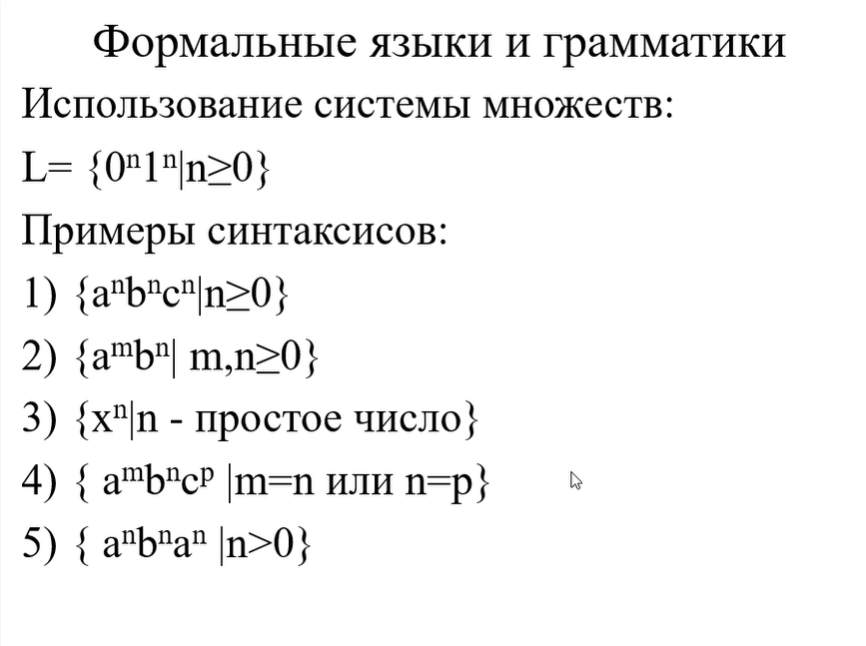 Формальные языки и грамматики
Использование системы множеств:
L= {0ⁿ1ⁿ|n≥0}
Примеры синтаксисов:
1) {aⁿbⁿcⁿ|n≥0}
2) {aᵐbⁿ| m,n≥0}
3) {xⁿ|n - простое число}
4) { aᵐbⁿcᵖ |m=n или n=p}
5) { aⁿbⁿaⁿ |n>0}